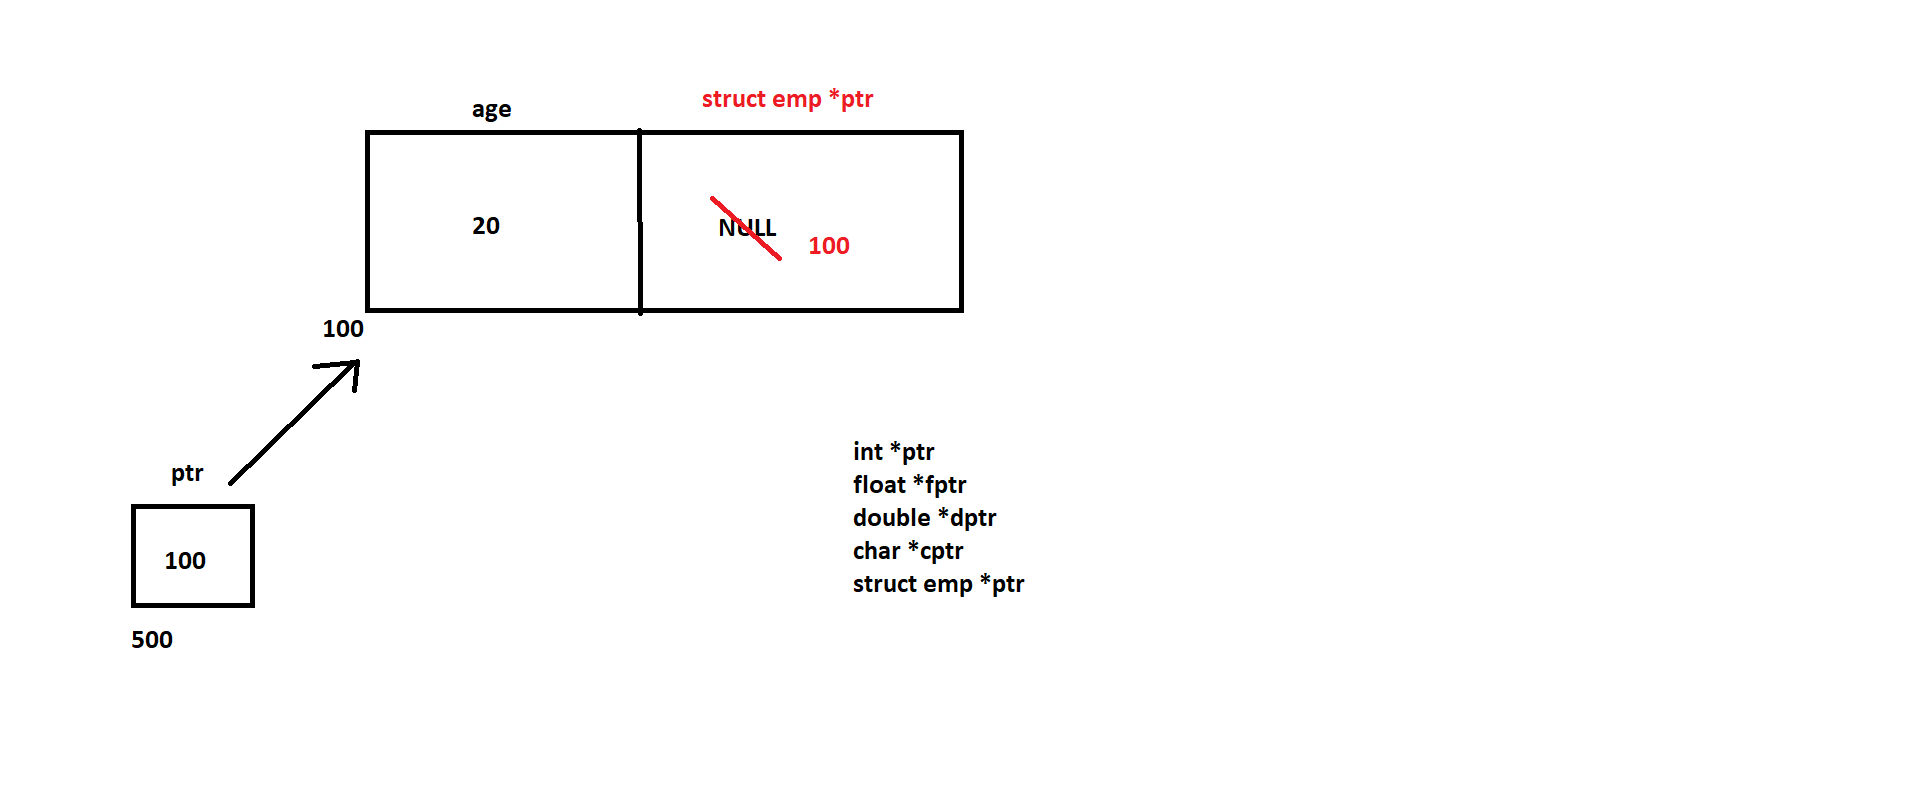 age
struct emp *ptr
20
NULL
100
100
ptr
100
500
int *ptr
float *fptr
double *dptr
char *cptr
struct emp *ptr